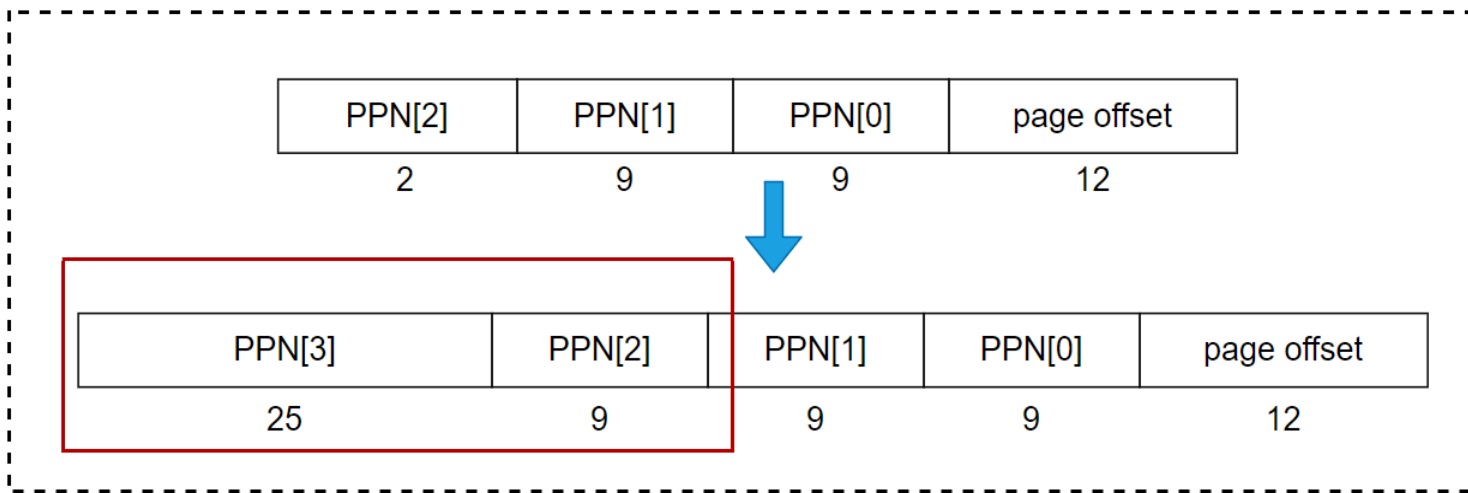 PPN[2] PPN[1] PPN[0] page offset
2 9 9 12
PPN[3] PPN[2] PPN[1] PPN[0] page offset
25 9 9 9 12